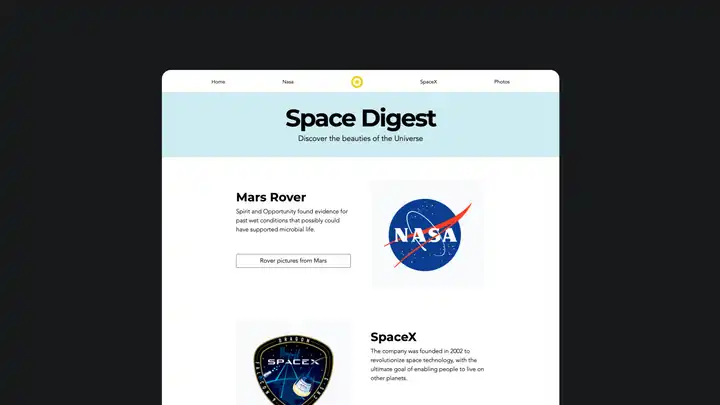 Home Nasa SpaceX Photos
Space Digest
Discover the beauties of the Universe
Mars Rover
Spirit and Opportunity found evidence for
past wet conditions that possibly could
have supported microbial life.
Rover pictures from Mars
NASA
SpaceX
The company was founded in 2002 to
revolutionize space technology, with the
ultimate goal of enabling people to live on
other planets.
DRAGON
SPACEX